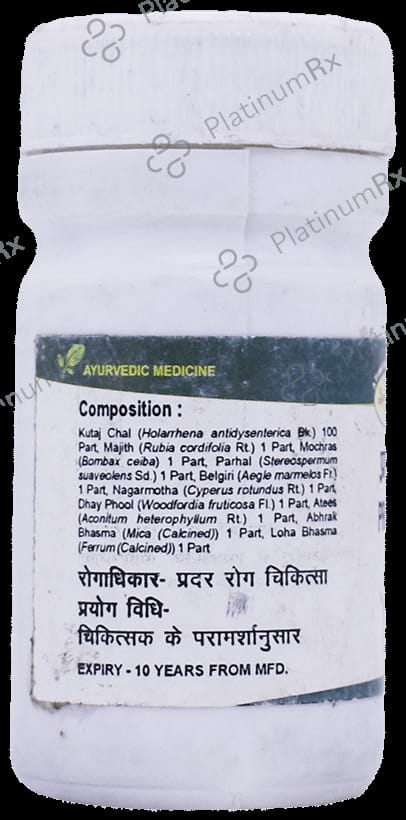 PlatinumRx
PlatinumRx
PlatinumRx
AYURVEDIC MEDICINE
Composition :
Kutaj Chal (Holarrhena antidysenterica Bk.) 100
Part, Majith (Rubia cordifolia Rt.) 1 Part, Mochras
(Bombax ceiba) 1 Part, Parhal (Stereospermum
suaveolens Sd.) 1 Part, Belgiri (Aegle marmelos Fr.)
1 Part, Nagarmotha (Cyperus rotundus Rt.) 1 Part,
Dhay Phool (Woodfordia fruticosa Fl.) 1 Part, Atees
(Aconitum heterophyllum Rt.) 1 Part, Abhrak
Bhasma (Mica (Calcined)) 1 Part, Loha Bhasma
(Ferrum (Calcined)) 1 Part
रोगाधिकार- प्रदर रोग चिकित्सा
प्रयोग विधि-
चिकित्सक के परामर्शानुसार
EXPIRY - 10 YEARS FROM MFD.